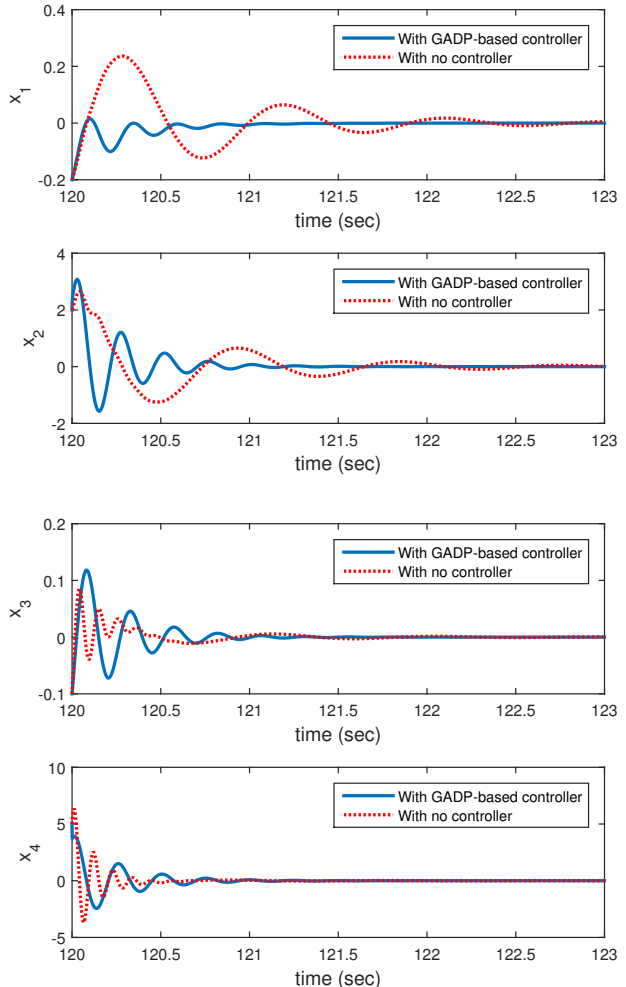 0.4
0.2
0
-0.2
x1
With GADP-based controller
With no controller
120 120.5 121 121.5 122 122.5 123
time (sec)
4
2
0
-2
x2
With GADP-based controller
With no controller
120 120.5 121 121.5 122 122.5 123
time (sec)
0.2
0.1
0
-0.1
x3
With GADP-based controller
With no controller
120 120.5 121 121.5 122 122.5 123
time (sec)
10
5
0
-5
x4
With GADP-based controller
With no controller
120 120.5 121 121.5 122 122.5 123
time (sec)